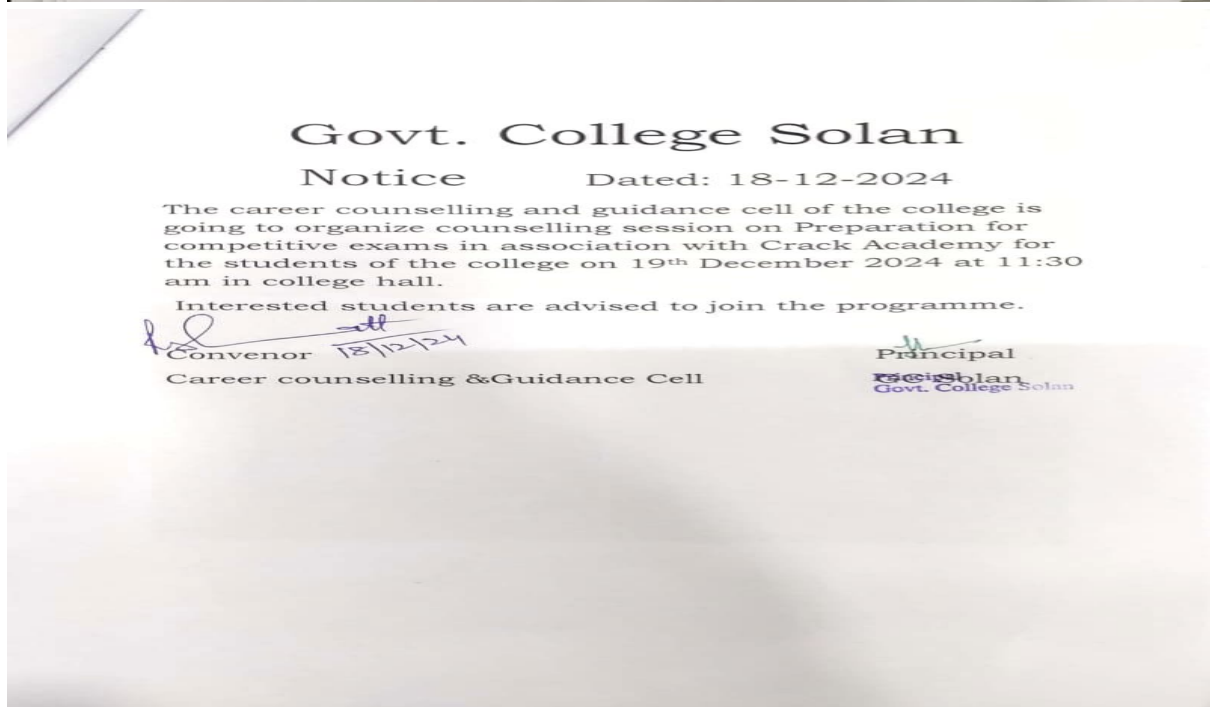 Govt. College Solan
Notice Dated: 18-12-2024
The career counselling and guidance cell of the college is
going to organize counselling session on Preparation for
competitive exams in association with Crack Academy for
the students of the college on 19th December 2024 at 11:30
am in college hall.
Interested students are advised to join the programme.
18/12/24
Convenor Principal
Career counselling &Guidance Cell GC Solan
Principal
Govt. College Solan